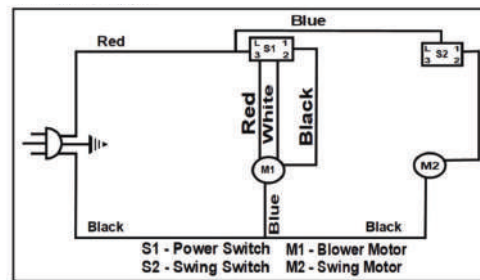 Blue
Red
L 1
S1
3 2
L 1
S2
3 2
Red
White
Black
M1
M2
Blue
Black
Black
S1 - Power Switch M1 - Blower Motor
S2 - Swing Switch M2 - Swing Motor